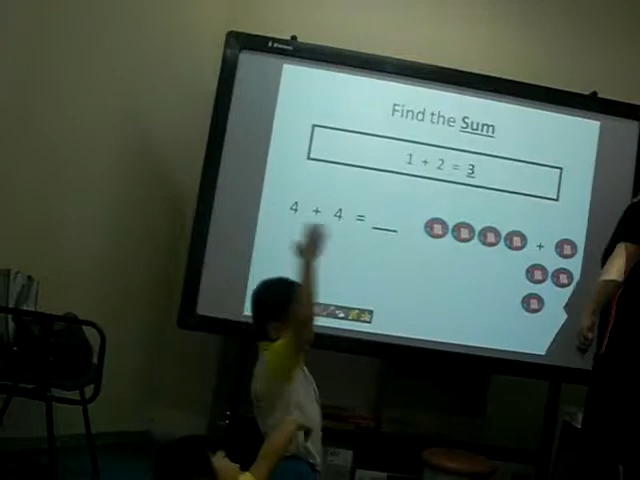 Find the Sum
1 + 2 = 3
4 + 4 = __ +